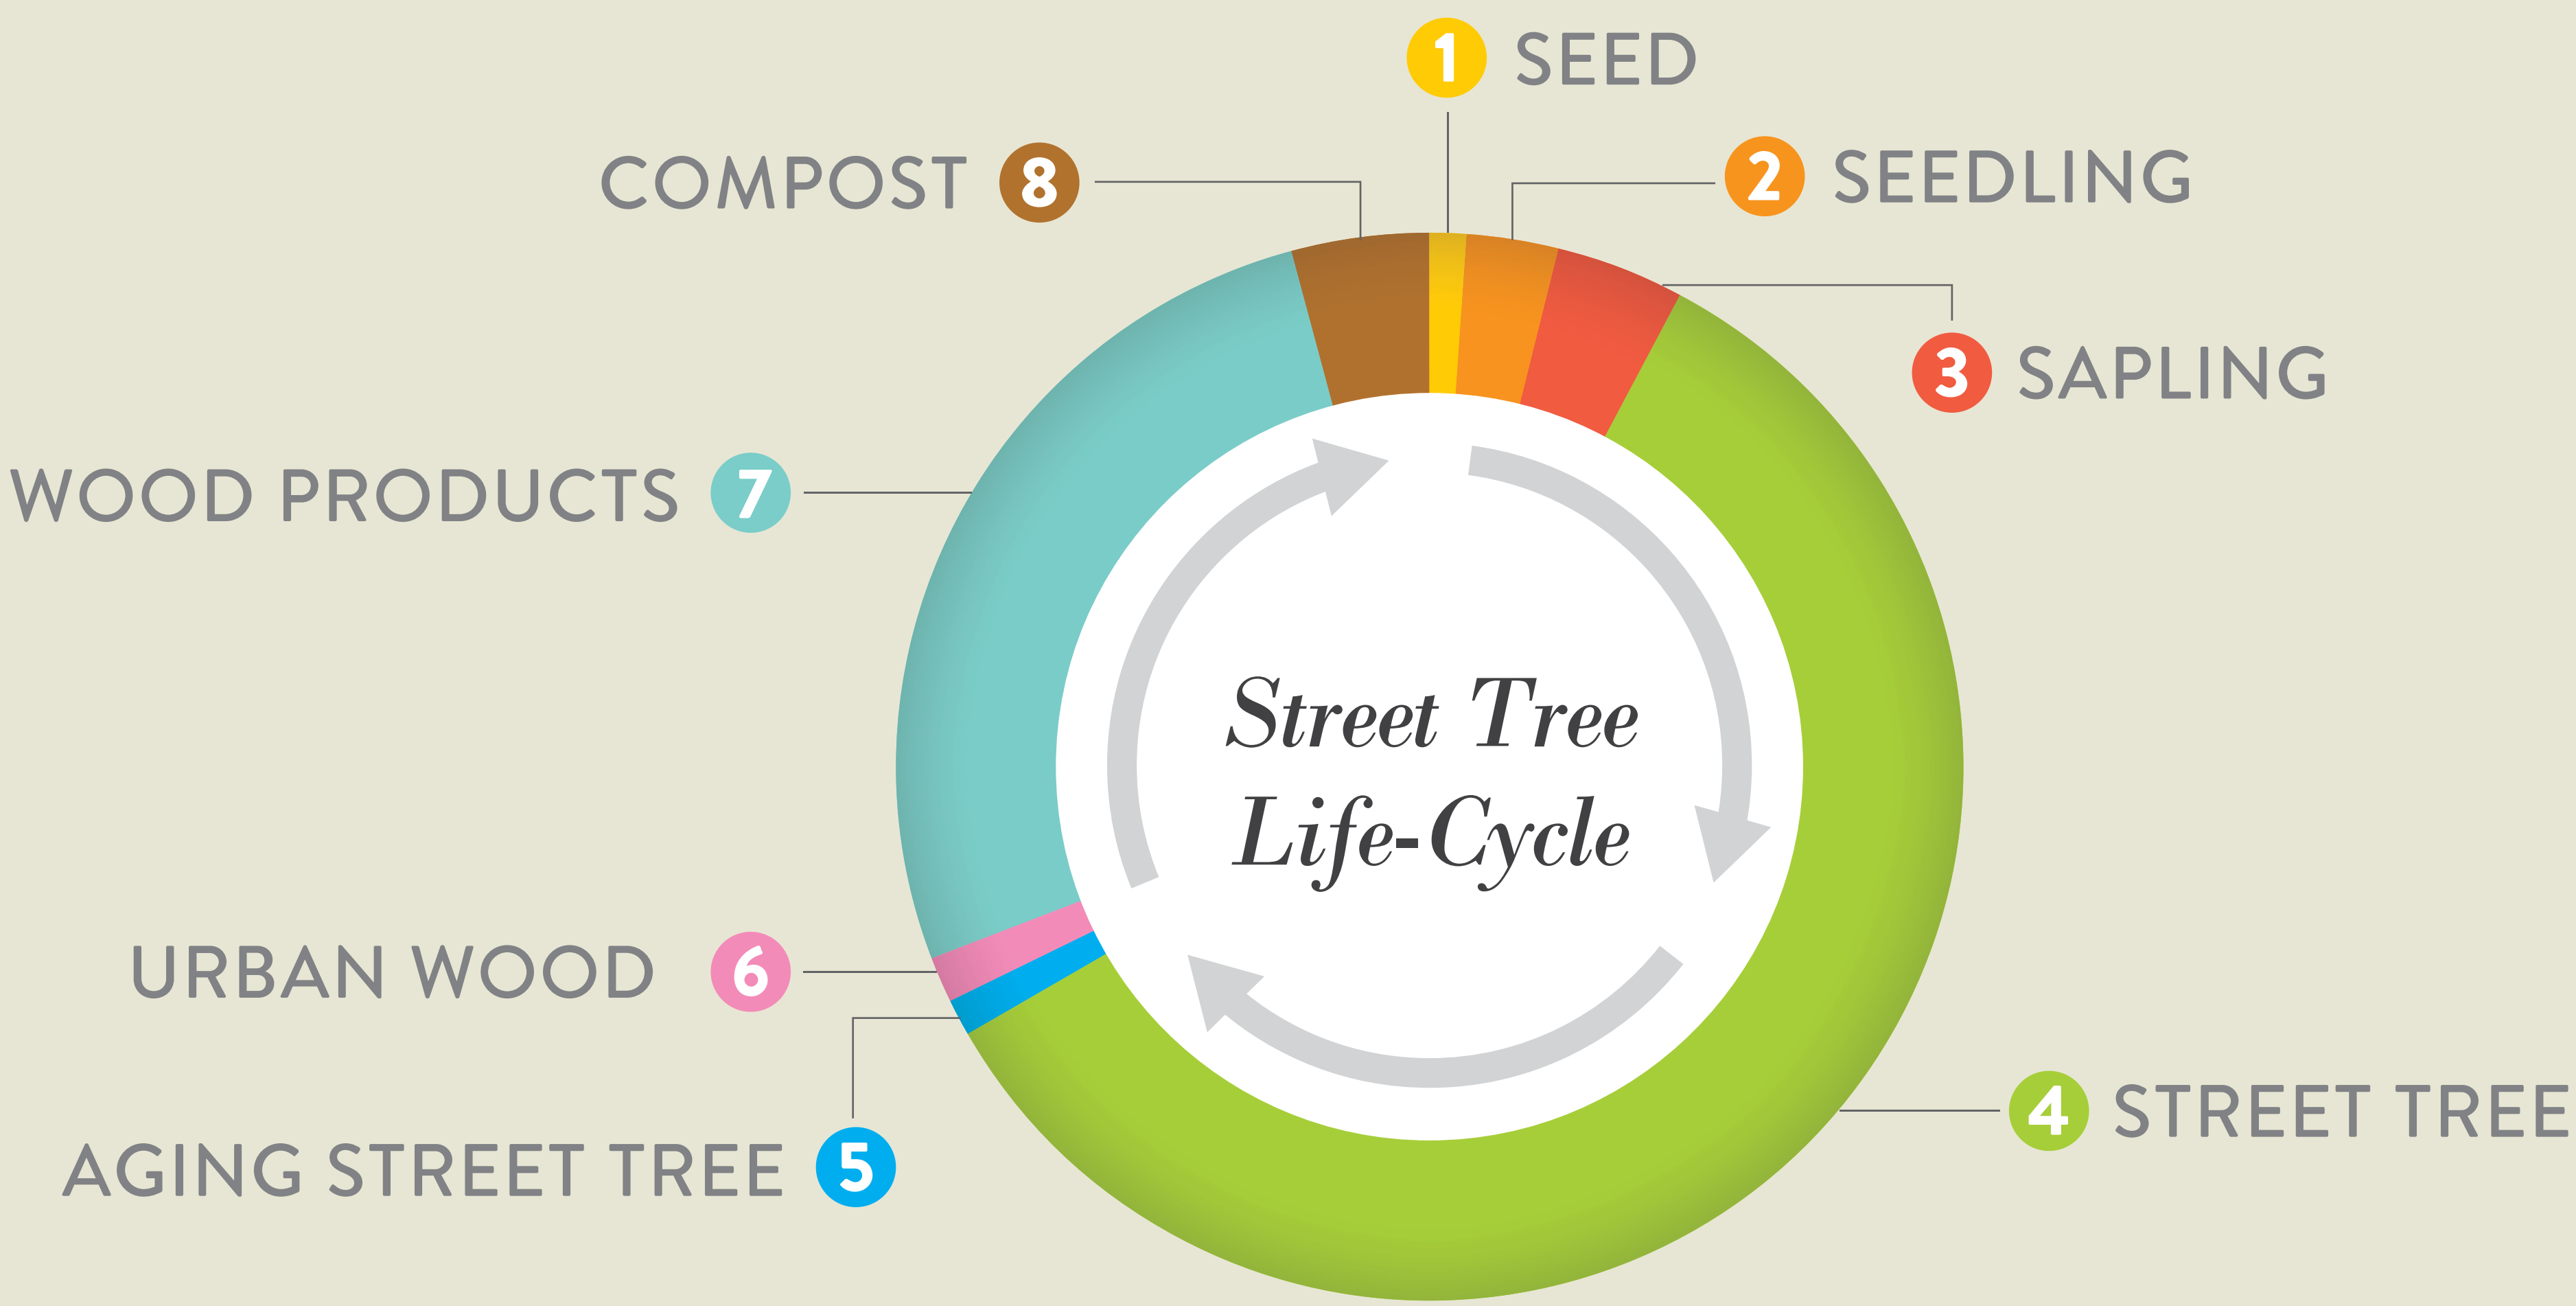 1 SEED
2 SEEDLING
3 SAPLING
4 STREET TREE
AGING STREET TREE 5
URBAN WOOD 6
WOOD PRODUCTS 7
COMPOST 8
Street Tree
Life-Cycle